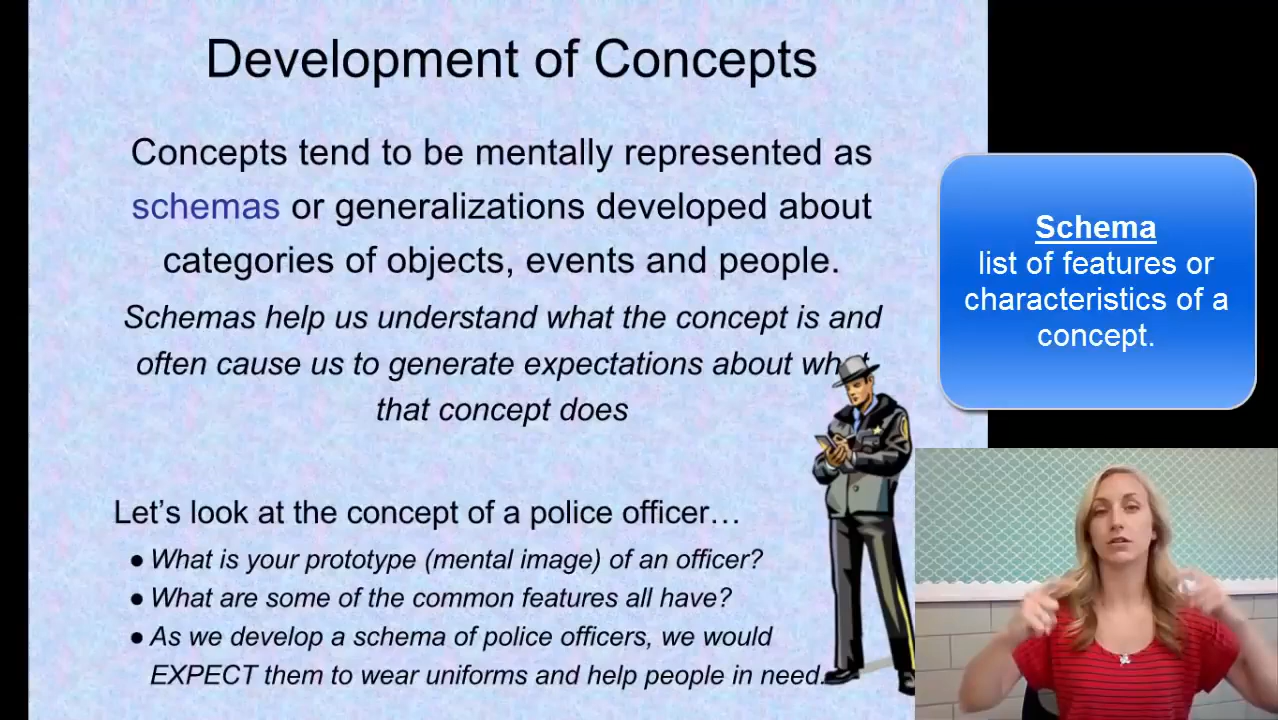 Development of Concepts
Concepts tend to be mentally represented as
schemas or generalizations developed about
categories of objects, events and people.
Schemas help us understand what the concept is and
often cause us to generate expectations about what
that concept does
Let's look at the concept of a police officer…
● What is your prototype (mental image) of an officer?
● What are some of the common features all have?
● As we develop a schema of police officers, we would
EXPECT them to wear uniforms and help people in need.
Schema
list of features or
characteristics of a
concept.